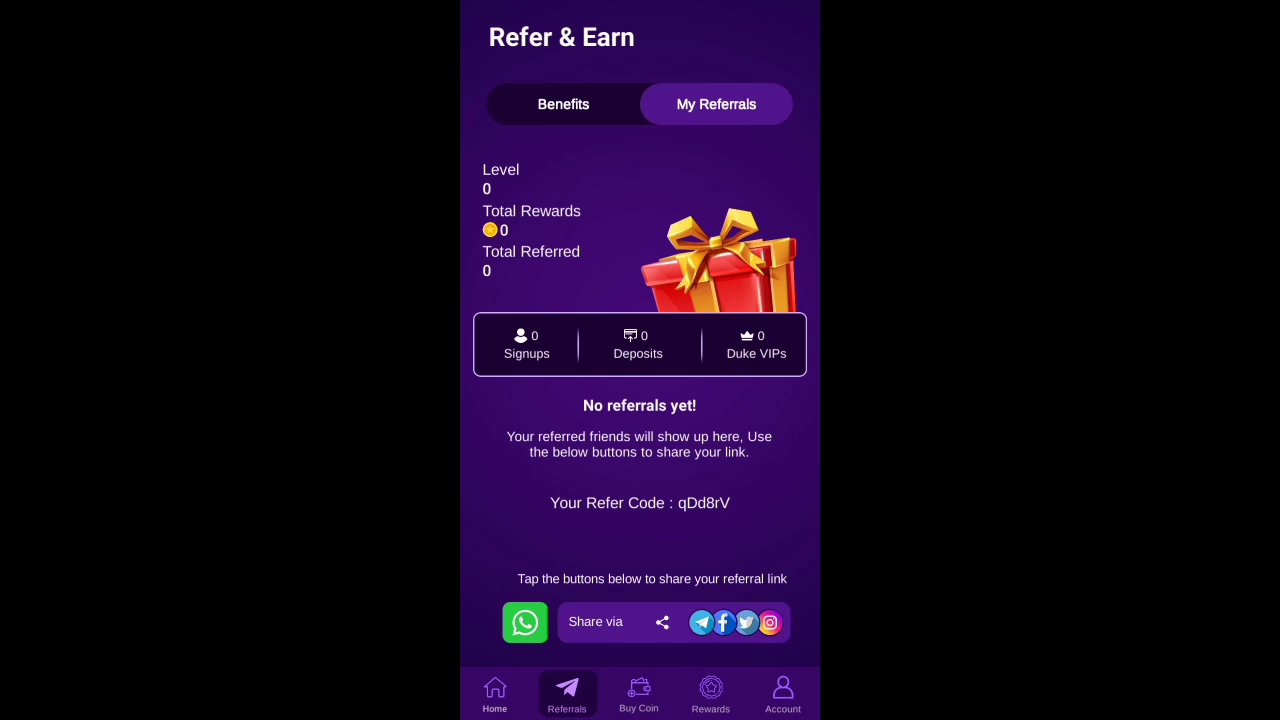 Refer & Earn
Benefits
My Referrals
Level
0
Total Rewards
0
Total Referred
0
0
Signups
0
Deposits
0
Duke VIPs
No referrals yet!
Your referred friends will show up here, Use
the below buttons to share your link.
Your Refer Code : qDd8rV
Tap the buttons below to share your referral link
Share via
Home
Referrals
Buy Coin
Rewards
Account